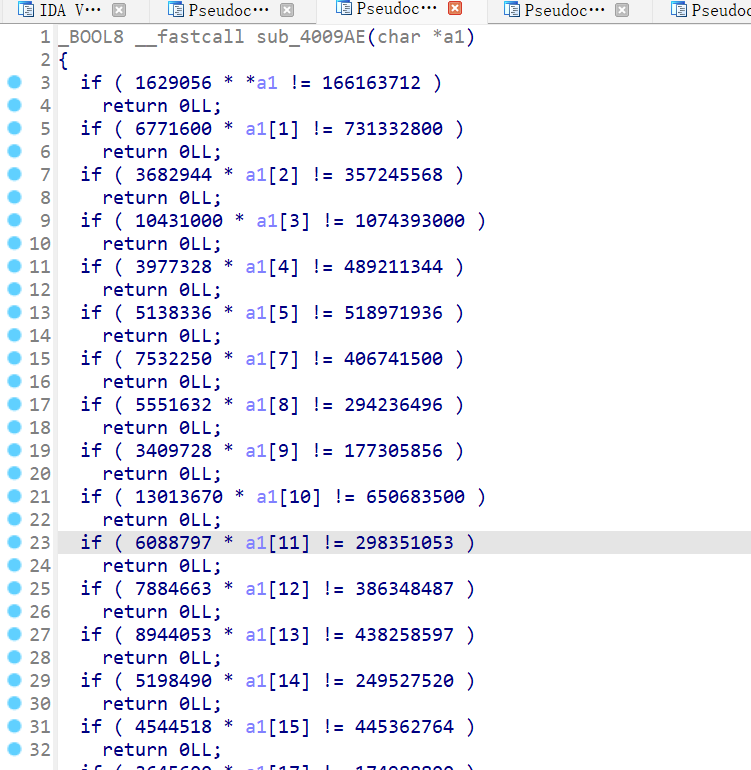 IDA V··· Pseudoc··· Pseudoc··· Pseudoc··· Pseudoc
1 _BOOL8 __fastcall sub_4009AE(char *a1)
2 {
3 if ( 1629056 * *a1 != 166163712 )
4 return 0LL;
5 if ( 6771600 * a1[1] != 731332800 )
6 return 0LL;
7 if ( 3682944 * a1[2] != 357245568 )
8 return 0LL;
9 if ( 10431000 * a1[3] != 1074393000 )
10 return 0LL;
11 if ( 3977328 * a1[4] != 489211344 )
12 return 0LL;
13 if ( 5138336 * a1[5] != 518971936 )
14 return 0LL;
15 if ( 7532250 * a1[7] != 406741500 )
16 return 0LL;
17 if ( 5551632 * a1[8] != 294236496 )
18 return 0LL;
19 if ( 3409728 * a1[9] != 177305856 )
20 return 0LL;
21 if ( 13013670 * a1[10] != 650683500 )
22 return 0LL;
23 if ( 6088797 * a1[11] != 298351053 )
24 return 0LL;
25 if ( 7884663 * a1[12] != 386348487 )
26 return 0LL;
27 if ( 8944053 * a1[13] != 438258597 )
28 return 0LL;
29 if ( 5198490 * a1[14] != 249527520 )
30 return 0LL;
31 if ( 4544518 * a1[15] != 445362764 )
32 return 0LL;